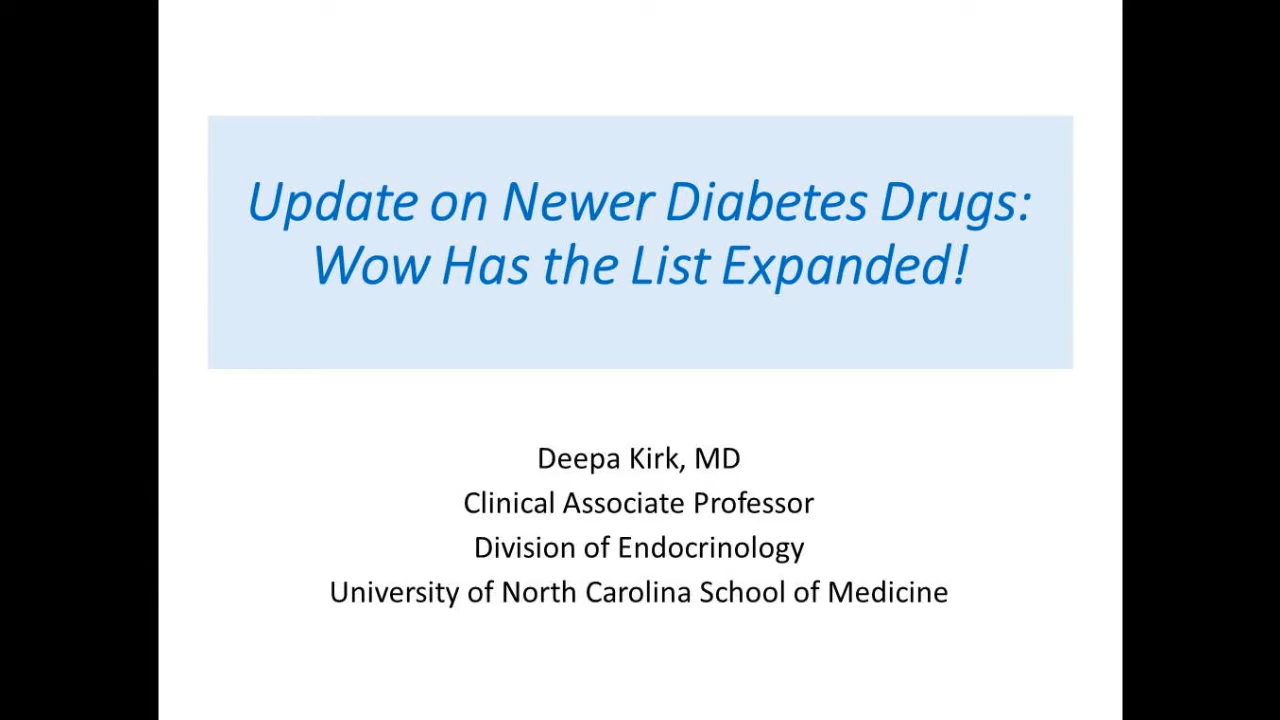 Update on Newer Diabetes Drugs:
Wow Has the List Expanded!
Deepa Kirk, MD
Clinical Associate Professor
Division of Endocrinology
University of North Carolina School of Medicine